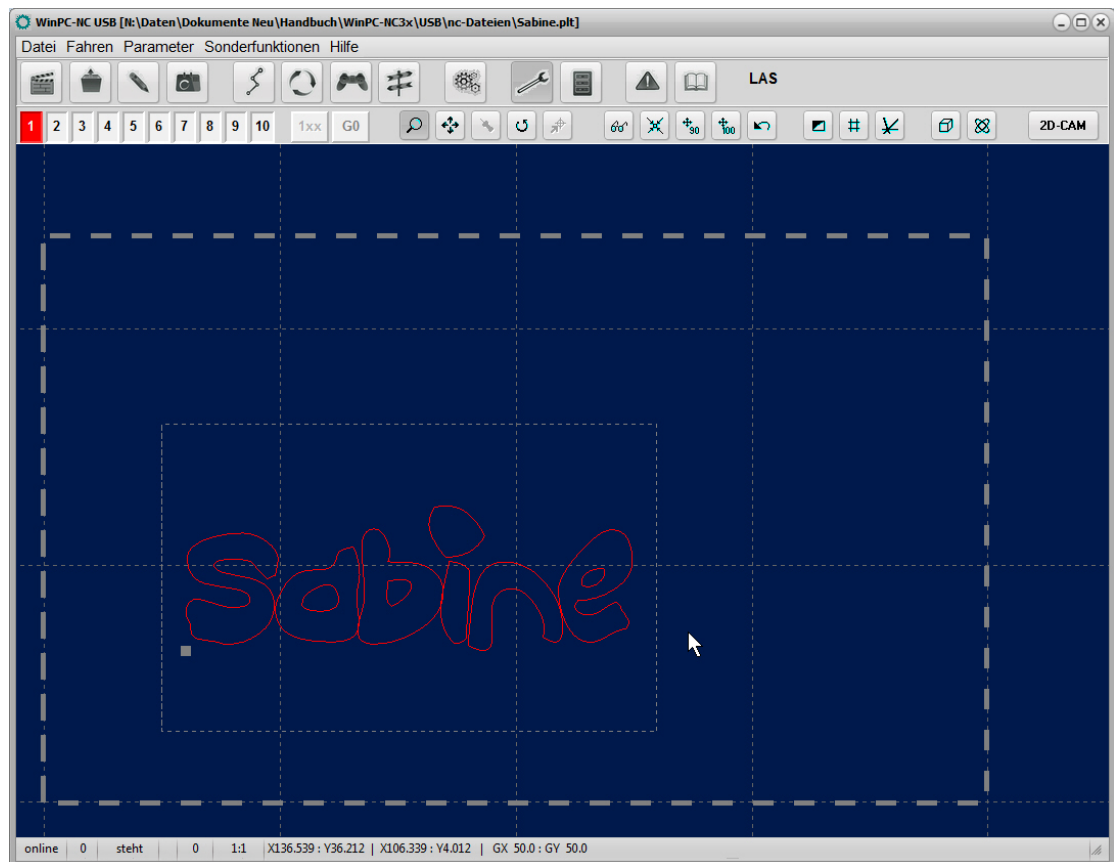 WinPC-NC USB [N:\Daten\Dokumente Neu\Handbuch\WinPC-NC3x\USB\nc-Dateien\Sabine.plt]
Datei Fahren Parameter Sonderfunktionen Hilfe
LAS
1 2 3 4 5 6 7 8 9 10 1xx G0 90 100 2D-CAM
Sabine
online 0 steht 0 1:1 X136.539 : Y36.212 | X106.339 : Y4.012 | GX 50.0 : GY 50.0